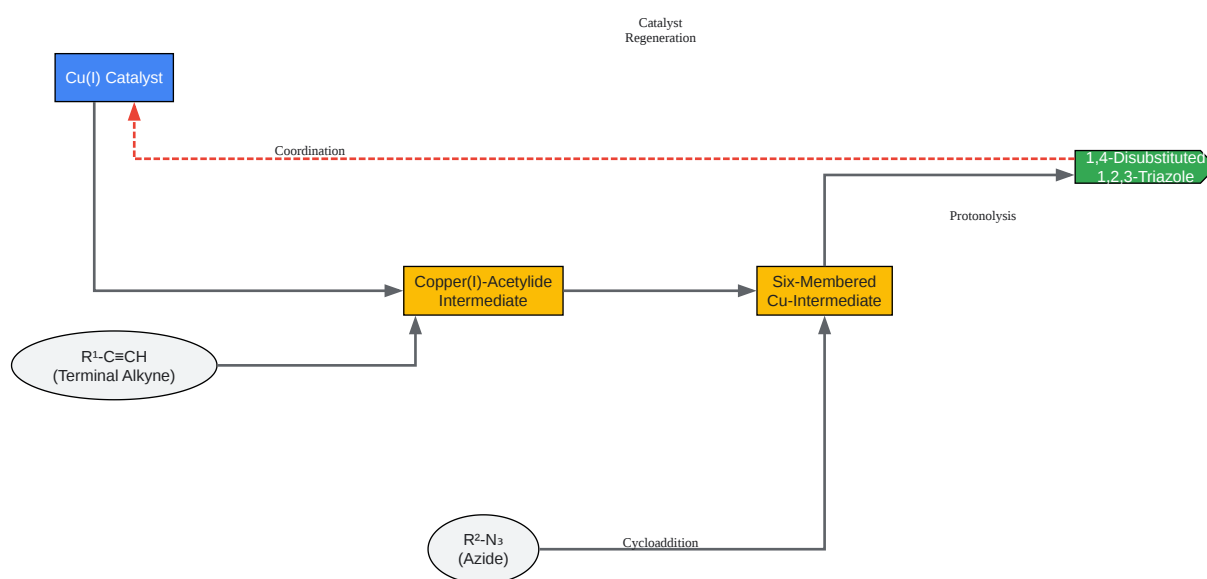 Catalyst
Regeneration
Cu(I) Catalyst
Coordination
1,4-Disubstituted
1,2,3-Triazole
Protonolysis
Copper(I)-Acetylide
Intermediate
Six-Membered
Cu-Intermediate
R¹-C≡CH
(Terminal Alkyne)
R²-N₃
(Azide)
Cycloaddition